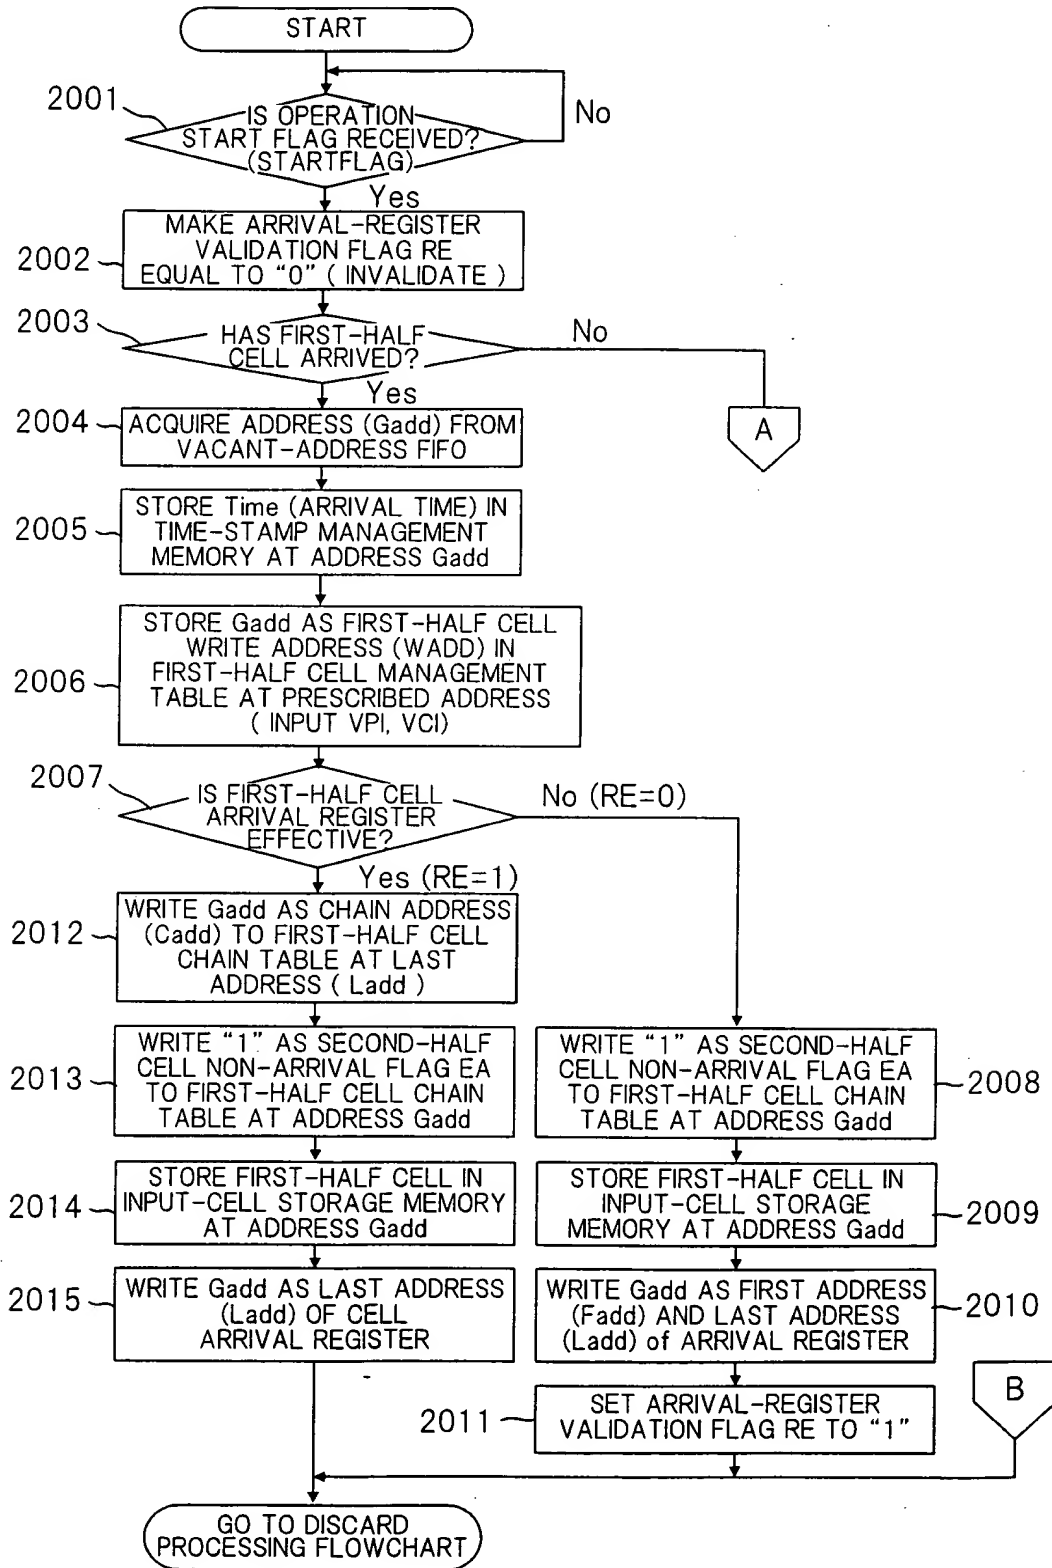 START
2001
IS OPERATION
START FLAG RECEIVED?
(STARTFLAG)
No
Yes
2002
MAKE ARRIVAL-REGISTER
VALIDATION FLAG RE
EQUAL TO “0” ( INVALIDATE )
2003
HAS FIRST-HALF
CELL ARRIVED?
No
Yes
A
2004
ACQUIRE ADDRESS (Gadd) FROM
VACANT-ADDRESS FIFO
2005
STORE Time (ARRIVAL TIME) IN
TIME-STAMP MANAGEMENT
MEMORY AT ADDRESS Gadd
2006
STORE Gadd AS FIRST-HALF CELL
WRITE ADDRESS (WADD) IN
FIRST-HALF CELL MANAGEMENT
TABLE AT PRESCRIBED ADDRESS
( INPUT VPI, VCI)
2007
IS FIRST-HALF CELL
ARRIVAL REGISTER
EFFECTIVE?
No (RE=0)
Yes (RE=1)
2012
WRITE Gadd AS CHAIN ADDRESS
(Cadd) TO FIRST-HALF CELL
CHAIN TABLE AT LAST
ADDRESS ( Ladd )
2013
WRITE “1” AS SECOND-HALF
CELL NON-ARRIVAL FLAG EA
TO FIRST-HALF CELL CHAIN
TABLE AT ADDRESS Gadd
WRITE “1” AS SECOND-HALF
CELL NON-ARRIVAL FLAG EA
TO FIRST-HALF CELL CHAIN
TABLE AT ADDRESS Gadd
2008
2014
STORE FIRST-HALF CELL IN
INPUT-CELL STORAGE MEMORY
AT ADDRESS Gadd
STORE FIRST-HALF CELL IN
INPUT-CELL STORAGE
MEMORY AT ADDRESS Gadd
2009
2015
WRITE Gadd AS LAST ADDRESS
(Ladd) OF CELL
ARRIVAL REGISTER
WRITE Gadd AS FIRST ADDRESS
(Fadd) AND LAST ADDRESS
(Ladd) of ARRIVAL REGISTER
2010
B
2011
SET ARRIVAL-REGISTER
VALIDATION FLAG RE TO “1”
GO TO DISCARD
PROCESSING FLOWCHART